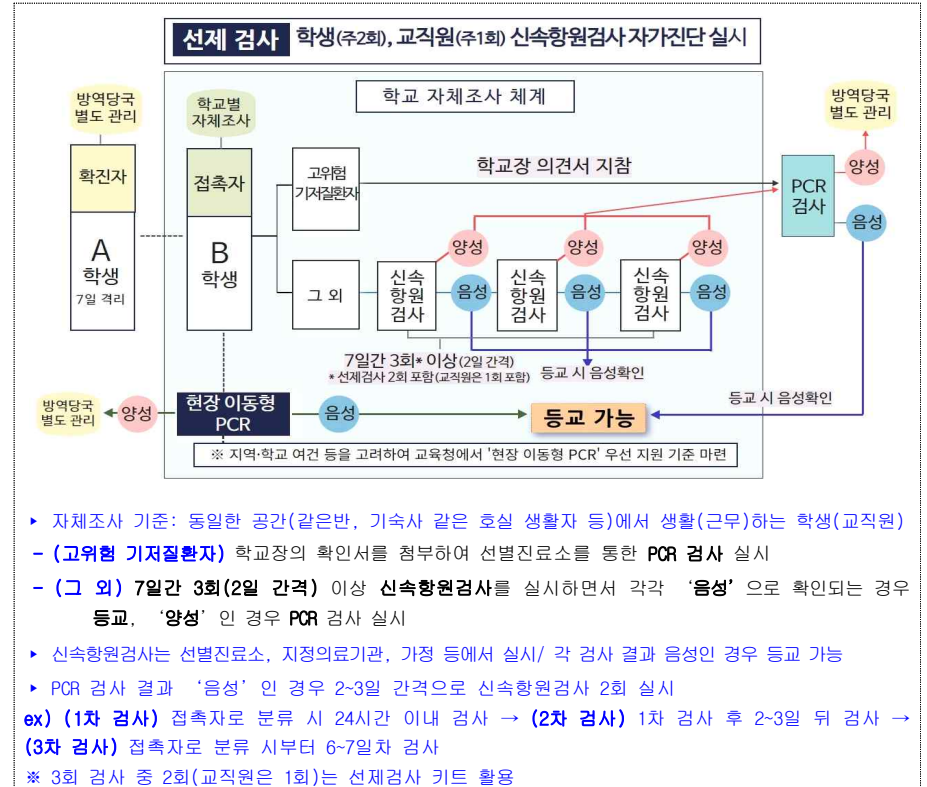 선제 검사 학생(주2회), 교직원(주1회) 신속항원검사 자가진단 실시
학교 자체조사 체계
방역당국
별도 관리
확진자
A
학생
7일 격리
학교별
자체조사
접촉자
B
학생
고위험
기저질환자
학교장 의견서 지참
PCR
검사
방역당국
별도 관리
양성
음성
그 외
신속
항원
검사
양성
음성
신속
항원
검사
양성
음성
신속
항원
검사
양성
음성
7일간 3회* 이상(2일 간격)
* 선제검사 2회 포함(교직원은 1회 포함)
등교 시 음성확인
등교 시 음성확인
방역당국
별도 관리
양성
현장 이동형
PCR
음성
등교 가능
※ 지역·학교 여건 등을 고려하여 교육청에서 '현장 이동형 PCR' 우선 지원 기준 마련
▸ 자체조사 기준: 동일한 공간(같은반, 기숙사 같은 호실 생활자 등)에서 생활(근무)하는 학생(교직원)
- (고위험 기저질환자) 학교장의 확인서를 첨부하여 선별진료소를 통한 PCR 검사 실시
- (그 외) 7일간 3회(2일 간격) 이상 신속항원검사를 실시하면서 각각 ‘음성’으로 확인되는 경우
등교, ‘양성’인 경우 PCR 검사 실시
▸ 신속항원검사는 선별진료소, 지정의료기관, 가정 등에서 실시/ 각 검사 결과 음성인 경우 등교 가능
▸ PCR 검사 결과 ‘음성’인 경우 2~3일 간격으로 신속항원검사 2회 실시
ex) (1차 검사) 접촉자로 분류 시 24시간 이내 검사 → (2차 검사) 1차 검사 후 2~3일 뒤 검사 →
(3차 검사) 접촉자로 분류 시부터 6~7일차 검사
※ 3회 검사 중 2회(교직원은 1회)는 선제검사 키트 활용